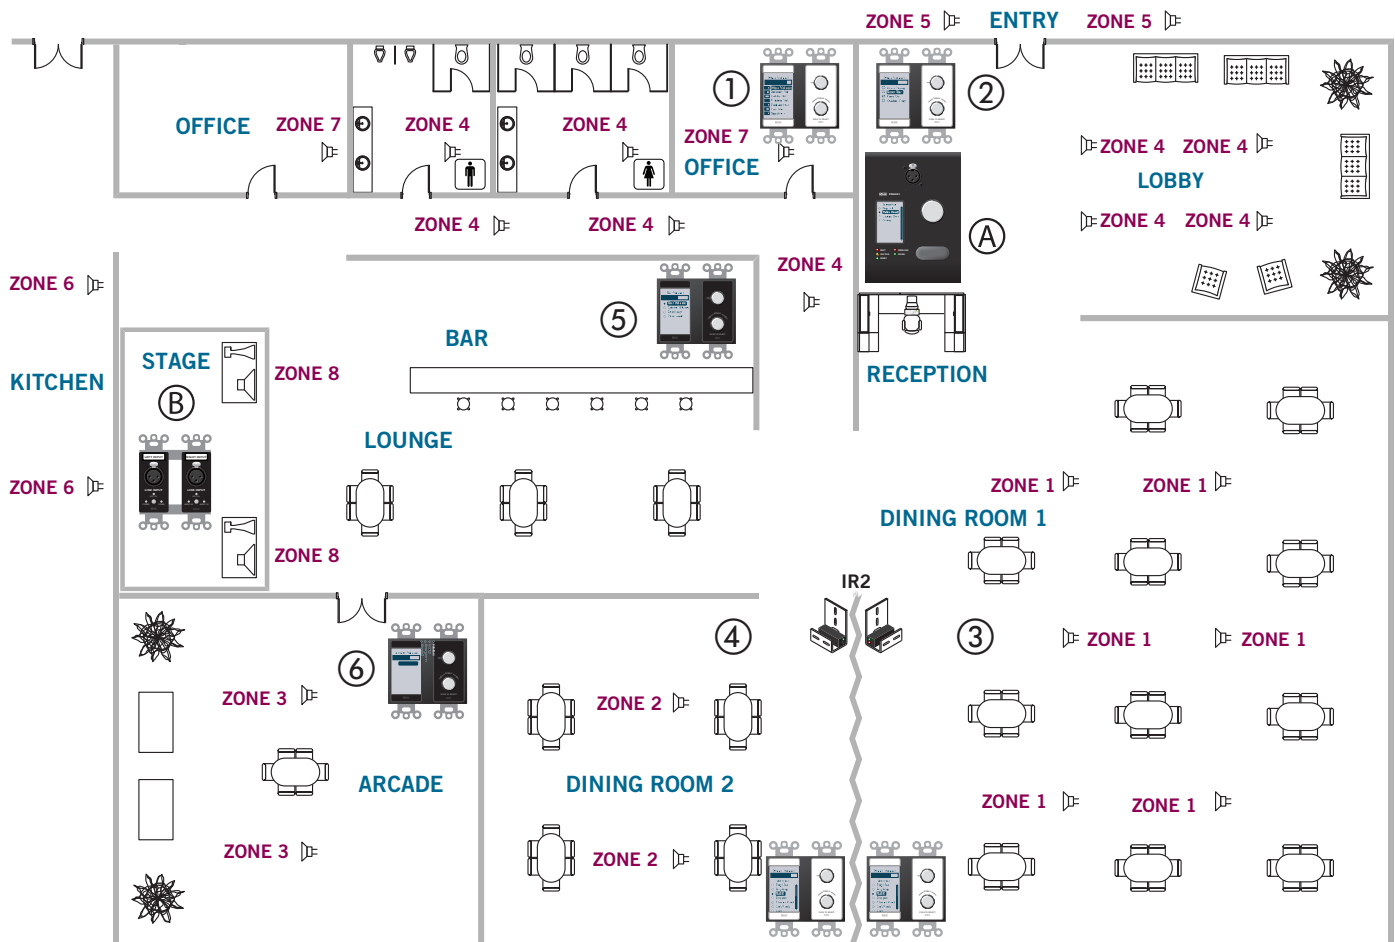 ZONE 5
ENTRY
ZONE 5
1
2
OFFICE
ZONE 7
ZONE 4
ZONE 4
ZONE 7
OFFICE
ZONE 4
ZONE 4
LOBBY
ZONE 4
ZONE 4
A
ZONE 4
ZONE 4
ZONE 4
ZONE 6
5
BAR
STAGE
ZONE 8
KITCHEN
RECEPTION
B
LOUNGE
ZONE 6
ZONE 1
ZONE 1
DINING ROOM 1
ZONE 8
IR2
4
3
ZONE 1
ZONE 1
6
ZONE 3
ZONE 2
ARCADE
DINING ROOM 2
ZONE 1
ZONE 1
ZONE 3
ZONE 2